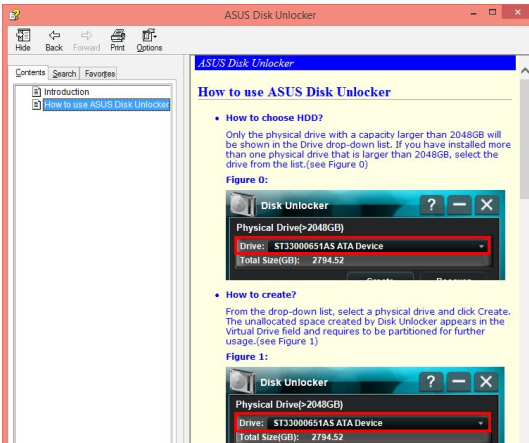 ASUS Disk Unlocker
Hide Back Forward Print Options
Contents Search Favorites
Introduction
How to use ASUS Disk Unlocker
ASUS Disk Unlocker
How to use ASUS Disk Unlocker
How to choose HDD?
Only the physical drive with a capacity larger than 2048GB will
be shown in the Drive drop-down list. If you have installed more
than one physical drive that is larger than 2048GB, select the
drive from the list.(see Figure 0)
Figure 0:
Disk Unlocker
Physical Drive(>2048GB)
Drive: ST33000651AS ATA Device
Total Size(GB): 2794.52
How to create?
From the drop-down list, select a physical drive and click Create.
The unallocated space created by Disk Unlocker appears in the
Virtual Drive field and requires to be partitioned for further
usage.(see Figure 1)
Figure 1:
Disk Unlocker
Physical Drive(>2048GB)
Drive: ST33000651AS ATA Device
Total Size(GB): 2794.52